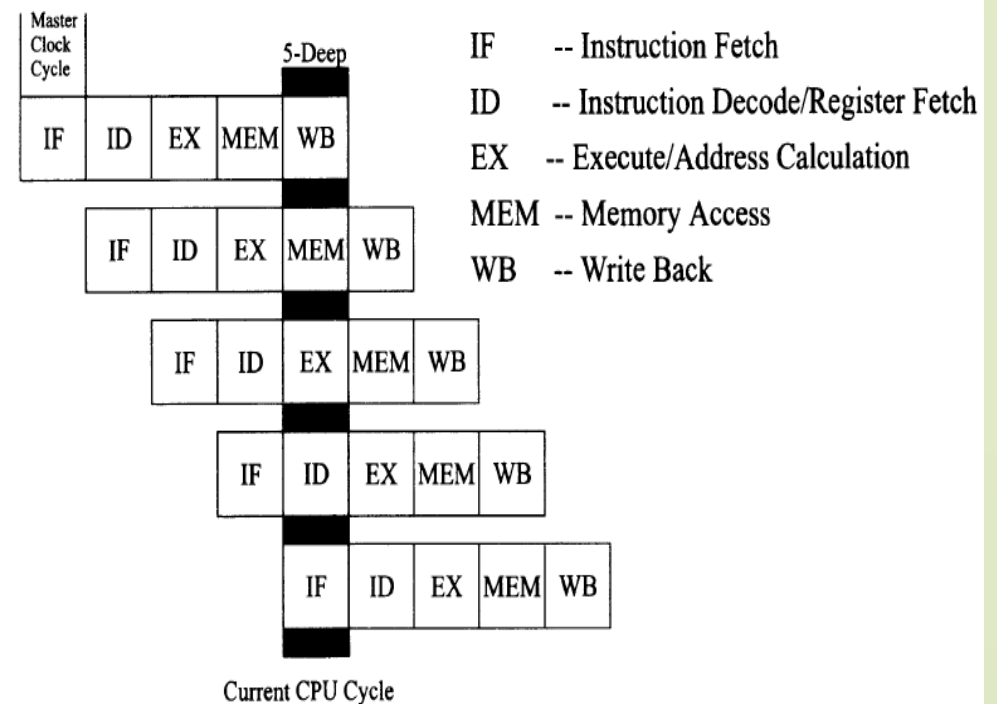 Master
Clock
Cycle
5-Deep
IF ID EX MEM WB
IF ID EX MEM WB
IF ID EX MEM WB
IF ID EX MEM WB
IF ID EX MEM WB
Current CPU Cycle
IF -- Instruction Fetch
ID -- Instruction Decode/Register Fetch
EX -- Execute/Address Calculation
MEM -- Memory Access
WB -- Write Back